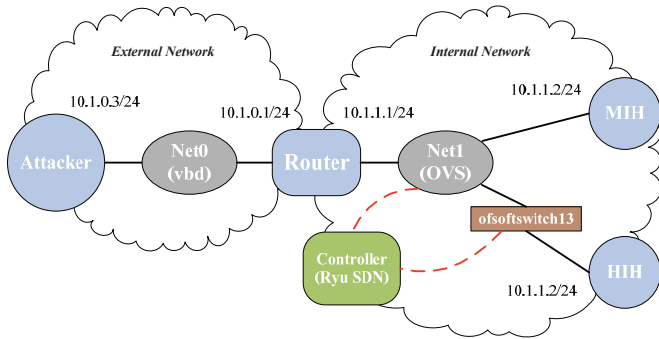 External Network
Internal Network
10.1.0.3/24
10.1.0.1/24
10.1.1.1/24
10.1.1.2/24
Attacker
Net0
(vbd)
Router
Net1
(OVS)
MIH
ofsoftswitch13
Controller
(Ryu SDN)
HIH
10.1.1.2/24